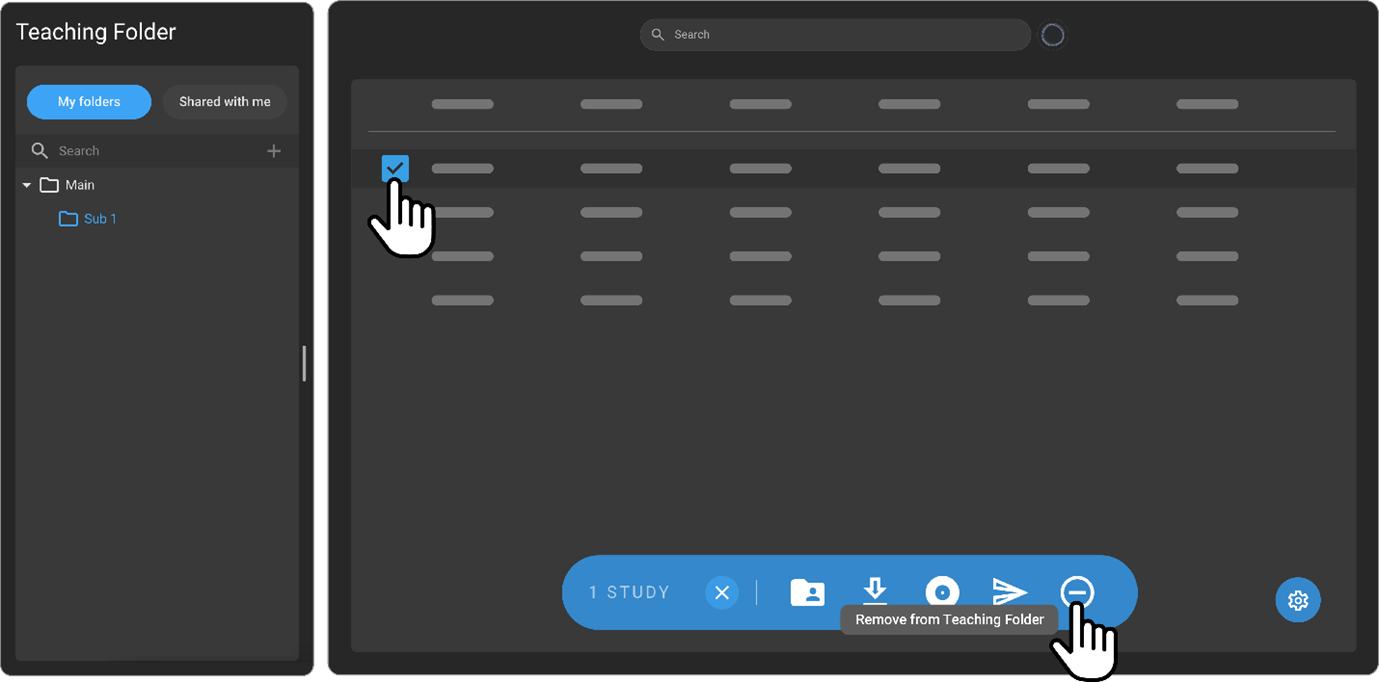 Teaching Folder
My folders
Shared with me
Search
Main
Sub 1
Search
1 STUDY
Remove from Teaching Folder